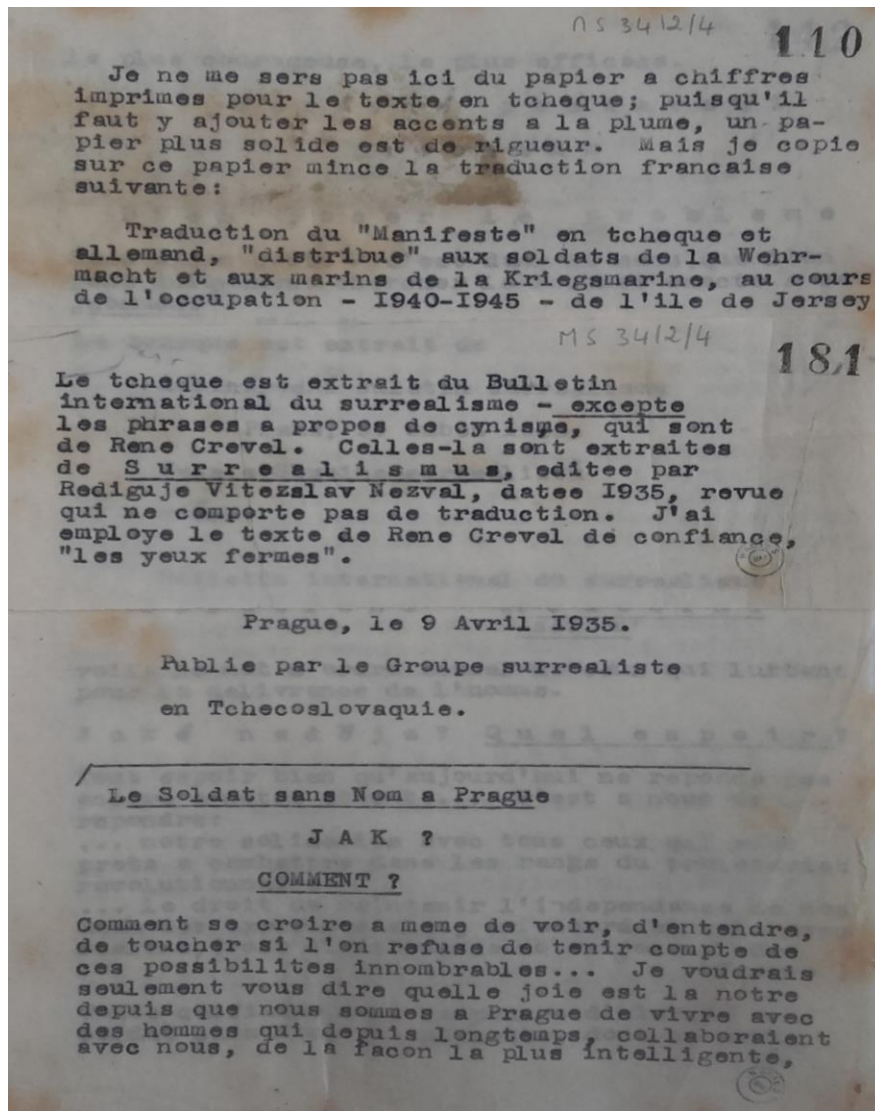 MS 34/2/4
110
Je ne me sers pas ici du papier a chiffres
imprimes pour le texte en tcheque; puisqu'il
faut y ajouter les accents a la plume, un pa-
pier plus solide est de rigueur. Mais je copie
sur ce papier mince la traduction francaise
suivante:
Traduction du "Manifeste" en tcheque et
allemand, "distribue" aux soldats de la Wehr-
macht et aux marins de la Kriegsmarine, au cours
de l'occupation - I940-I945 - de l'ile de Jersey
MS 34/2/4
181
Le tcheque est extrait du Bulletin
international du surrealisme - excepte
les phrases a propos de cynisme, qui sont
de Rene Crevel. Celles-la sont extraites
de S u r r e a l i s m u s, editee par
Rediguje Vitezslav Nezval, datee I935, revue
qui ne comporte pas de traduction. J'ai
employe le texte de Rene Crevel de confiance,
"les yeux fermes".
Prague, le 9 Avril I935.
Publie par le Groupe surrealiste
en Tchecoslovaquie.
Le Soldat sans Nom a Prague
J A K ?
COMMENT ?
Comment se croire a meme de voir, d'entendre,
de toucher si l'on refuse de tenir compte de
ces possibilites innombrables... Je voudrais
seulement vous dire quelle joie est la notre
depuis que nous sommes a Prague de vivre avec
des hommes qui depuis longtemps, collaboraient
avec nous, de la facon la plus intelligente,